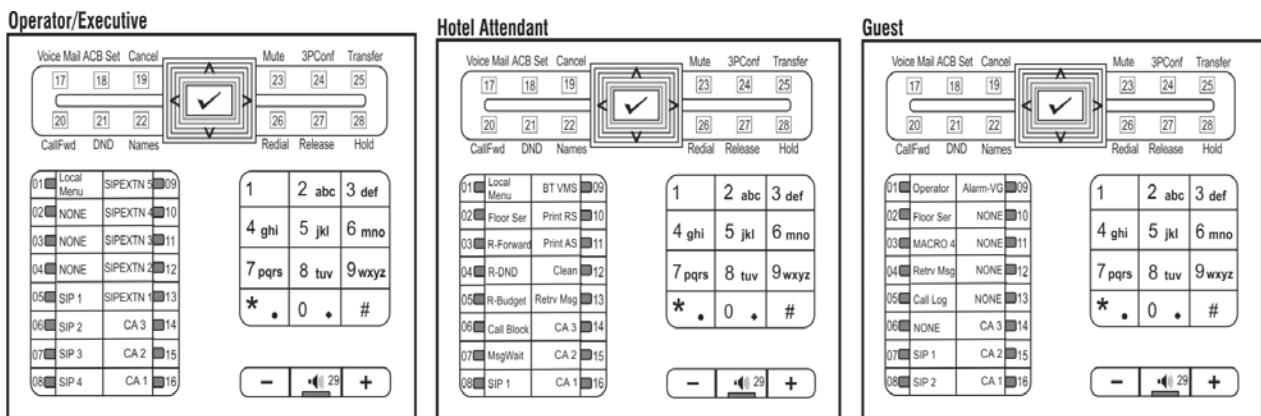 Operator/Executive
Voice Mail ACB Set Cancel Mute 3PConf Transfer
17 18 19 23 24 25
20 21 22 26 27 28
CallFwd DND Names Redial Release Hold
01 Local Menu SIPEXTN 5 09
02 NONE SIPEXTN 4 10
03 NONE SIPEXTN 3 11
04 NONE SIPEXTN 2 12
05 SIP 1 SIPEXTN 1 13
06 SIP 2 CA 3 14
07 SIP 3 CA 2 15
08 SIP 4 CA 1 16
1 2 abc 3 def
4 ghi 5 jkl 6 mno
7 pqrs 8 tuv 9 wxyz
* . 0 #
− 29 +
Hotel Attendant
Voice Mail ACB Set Cancel Mute 3PConf Transfer
17 18 19 23 24 25
20 21 22 26 27 28
CallFwd DND Names Redial Release Hold
01 Local Menu BT VMS 09
02 Floor Ser Print RS 10
03 R-Forward Print AS 11
04 R-DND Clean 12
05 R-Budget Retrv Msg 13
06 Call Block CA 3 14
07 MsgWait CA 2 15
08 SIP 1 CA 1 16
1 2 abc 3 def
4 ghi 5 jkl 6 mno
7 pqrs 8 tuv 9 wxyz
* . 0 #
− 29 +
Guest
Voice Mail ACB Set Cancel Mute 3PConf Transfer
17 18 19 23 24 25
20 21 22 26 27 28
CallFwd DND Names Redial Release Hold
01 Operator Alarm-VG 09
02 Floor Ser NONE 10
03 MACRO 4 NONE 11
04 Retrv Msg NONE 12
05 Call Log NONE 13
06 NONE CA 3 14
07 SIP 1 CA 2 15
08 SIP 2 CA 1 16
1 2 abc 3 def
4 ghi 5 jkl 6 mno
7 pqrs 8 tuv 9 wxyz
* . 0 #
− 29 +